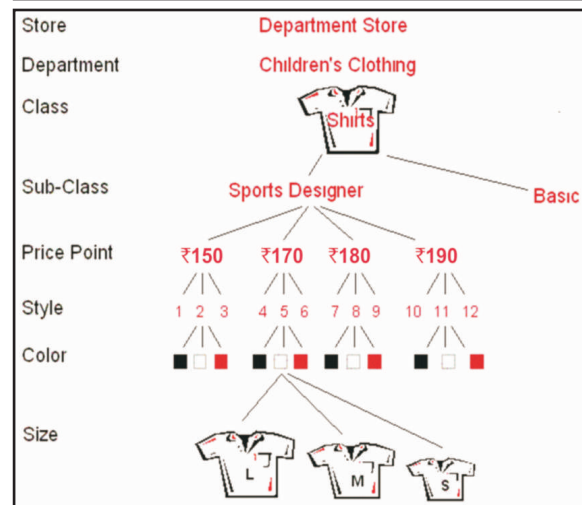 Store Department Store
Department Children's Clothing
Class Shirts
Sub-Class Sports Designer Basic
Price Point ₹150 ₹170 ₹180 ₹190
Style 1 2 3 4 5 6 7 8 9 10 11 12
Color
Size L M S